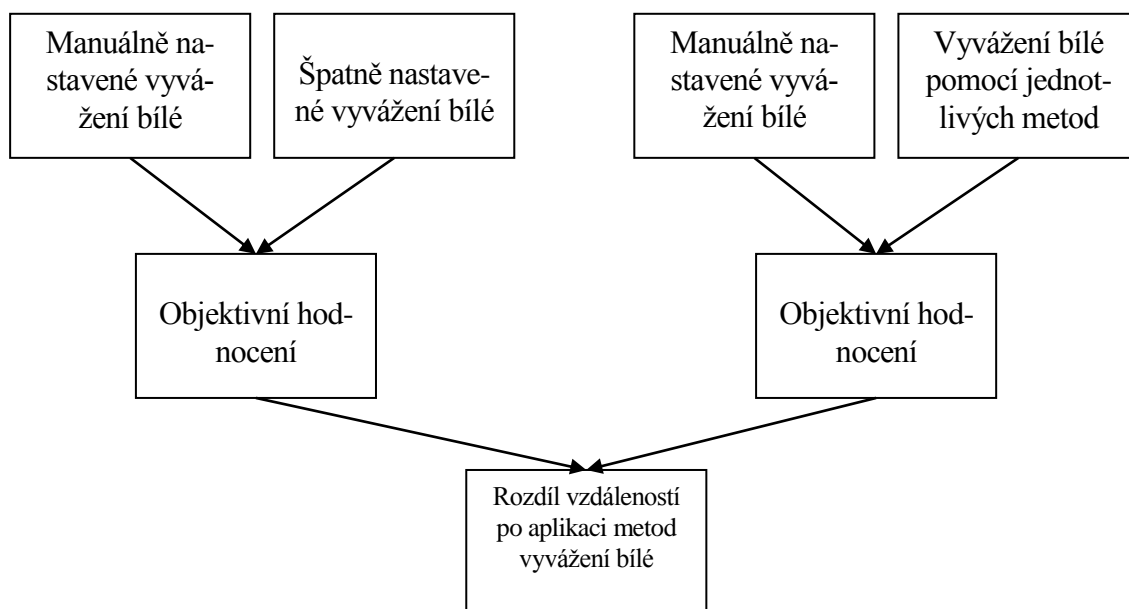 Manuálně na-
stavené vyvá-
žení bílé
Špatně nastave-
né vyvážení bílé
Manuálně na-
stavené vyvá-
žení bílé
Vyvážení bílé
pomocí jednot-
livých metod
Objektivní hod-
nocení
Objektivní hod-
nocení
Rozdíl vzdáleností
po aplikaci metod
vyvážení bílé